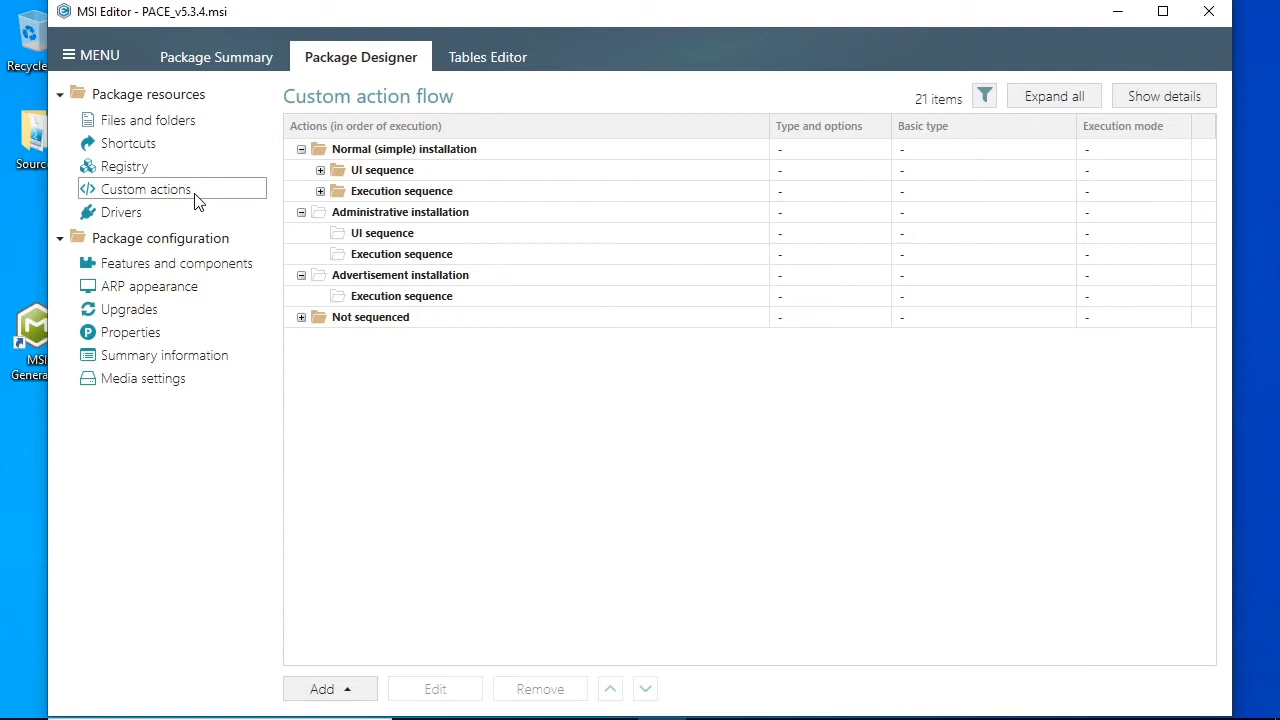 MSI Editor - PACE_v5.3.4.msi
MENU
Package Summary
Package Designer
Tables Editor
Recycle
Sourc
MSI
Genera
Package resources
Files and folders
Shortcuts
Registry
Custom actions
Drivers
Package configuration
Features and components
ARP appearance
Upgrades
Properties
Summary information
Media settings
Custom action flow
21 items
Expand all
Show details
Actions (in order of execution) Type and options Basic type Execution mode
Normal (simple) installation - - -
UI sequence - - -
Execution sequence - - -
Administrative installation - - -
UI sequence - - -
Execution sequence - - -
Advertisement installation - - -
Execution sequence - - -
Not sequenced - - -
Add
Edit
Remove